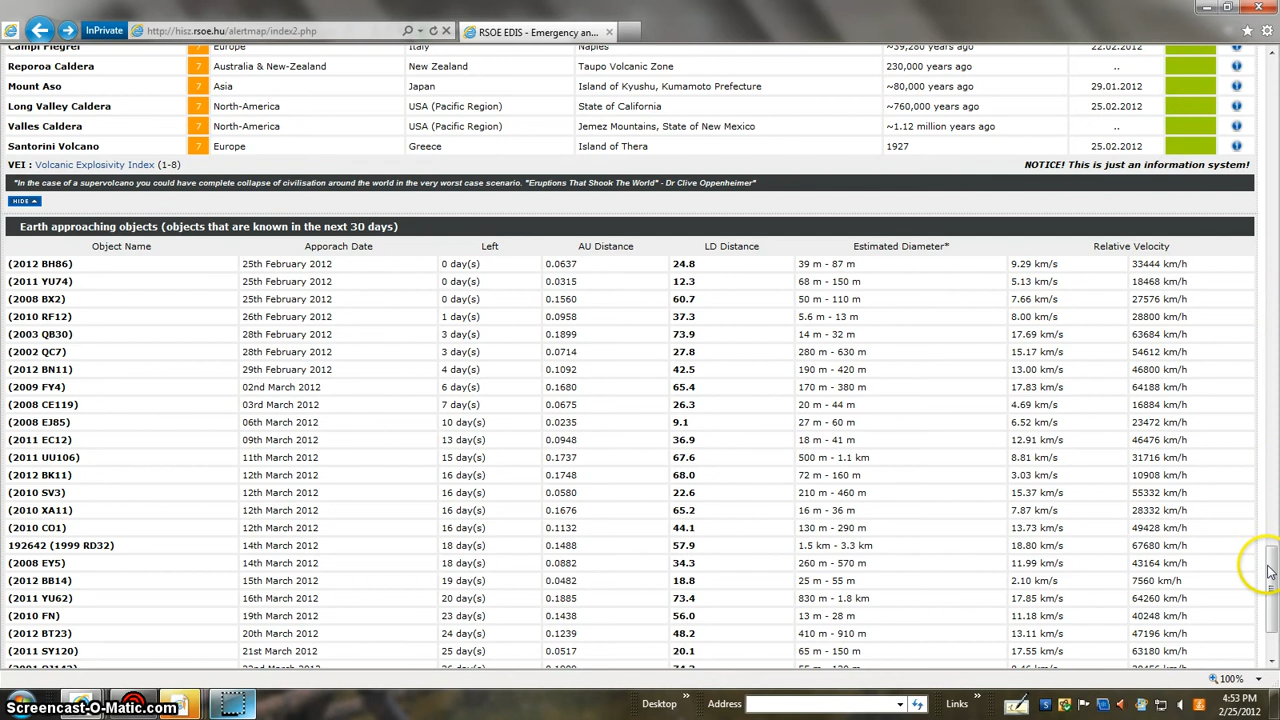 InPrivate http://hisz.rsoe.hu/alertmap/index2.php RSOE EDIS - Emergency an...
Campi Flegrei 7 Europe Italy Naples ~39,280 years ago 22.02.2012
Reporoa Caldera 7 Australia & New-Zealand New Zealand Taupo Volcanic Zone 230,000 years ago ..
Mount Aso 7 Asia Japan Island of Kyushu, Kumamoto Prefecture ~80,000 years ago 29.01.2012
Long Valley Caldera 7 North-America USA (Pacific Region) State of California ~760,000 years ago 25.02.2012
Valles Caldera 7 North-America USA (Pacific Region) Jemez Mountains, State of New Mexico ~1.12 million years ago ..
Santorini Volcano 7 Europe Greece Island of Thera 1927 25.02.2012
VEI : Volcanic Explosivity Index (1-8) NOTICE! This is just an information system!
"In the case of a supervolcano you could have complete collapse of civilisation around the world in the very worst case scenario. "Eruptions That Shook The World" - Dr Clive Oppenheimer"
HIDE
Earth approaching objects (objects that are known in the next 30 days)
Object Name Apporach Date Left AU Distance LD Distance Estimated Diameter* Relative Velocity
(2012 BH86) 25th February 2012 0 day(s) 0.0637 24.8 39 m - 87 m 9.29 km/s 33444 km/h
(2011 YU74) 25th February 2012 0 day(s) 0.0315 12.3 68 m - 150 m 5.13 km/s 18468 km/h
(2008 BX2) 25th February 2012 0 day(s) 0.1560 60.7 50 m - 110 m 7.66 km/s 27576 km/h
(2010 RF12) 26th February 2012 1 day(s) 0.0958 37.3 5.6 m - 13 m 8.00 km/s 28800 km/h
(2003 QB30) 28th February 2012 3 day(s) 0.1899 73.9 14 m - 32 m 17.69 km/s 63684 km/h
(2002 QC7) 28th February 2012 3 day(s) 0.0714 27.8 280 m - 630 m 15.17 km/s 54612 km/h
(2012 BN11) 29th February 2012 4 day(s) 0.1092 42.5 190 m - 420 m 13.00 km/s 46800 km/h
(2009 FY4) 02nd March 2012 6 day(s) 0.1680 65.4 170 m - 380 m 17.83 km/s 64188 km/h
(2008 CE119) 03rd March 2012 7 day(s) 0.0675 26.3 20 m - 44 m 4.69 km/s 16884 km/h
(2008 EJ85) 06th March 2012 10 day(s) 0.0235 9.1 27 m - 60 m 6.52 km/s 23472 km/h
(2011 EC12) 09th March 2012 13 day(s) 0.0948 36.9 18 m - 41 m 12.91 km/s 46476 km/h
(2011 UU106) 11th March 2012 15 day(s) 0.1737 67.6 500 m - 1.1 km 8.81 km/s 31716 km/h
(2012 BK11) 12th March 2012 16 day(s) 0.1748 68.0 72 m - 160 m 3.03 km/s 10908 km/h
(2010 SV3) 12th March 2012 16 day(s) 0.0580 22.6 210 m - 460 m 15.37 km/s 55332 km/h
(2010 XA11) 12th March 2012 16 day(s) 0.1676 65.2 16 m - 36 m 7.87 km/s 28332 km/h
(2010 CO1) 12th March 2012 16 day(s) 0.1132 44.1 130 m - 290 m 13.73 km/s 49428 km/h
192642 (1999 RD32) 14th March 2012 18 day(s) 0.1488 57.9 1.5 km - 3.3 km 18.80 km/s 67680 km/h
(2008 EY5) 14th March 2012 18 day(s) 0.0882 34.3 260 m - 570 m 11.99 km/s 43164 km/h
(2012 BB14) 15th March 2012 19 day(s) 0.0482 18.8 25 m - 55 m 2.10 km/s 7560 km/h
(2011 YU62) 16th March 2012 20 day(s) 0.1885 73.4 830 m - 1.8 km 17.85 km/s 64260 km/h
(2010 FN) 19th March 2012 23 day(s) 0.1438 56.0 13 m - 28 m 11.18 km/s 40248 km/h
(2012 BT23) 20th March 2012 24 day(s) 0.1239 48.2 410 m - 910 m 13.11 km/s 47196 km/h
(2011 SY120) 21st March 2012 25 day(s) 0.0517 20.1 65 m - 150 m 17.55 km/s 63180 km/h
100%
Screencast-O-Matic.com Desktop Address Links 4:53 PM
2/25/2012